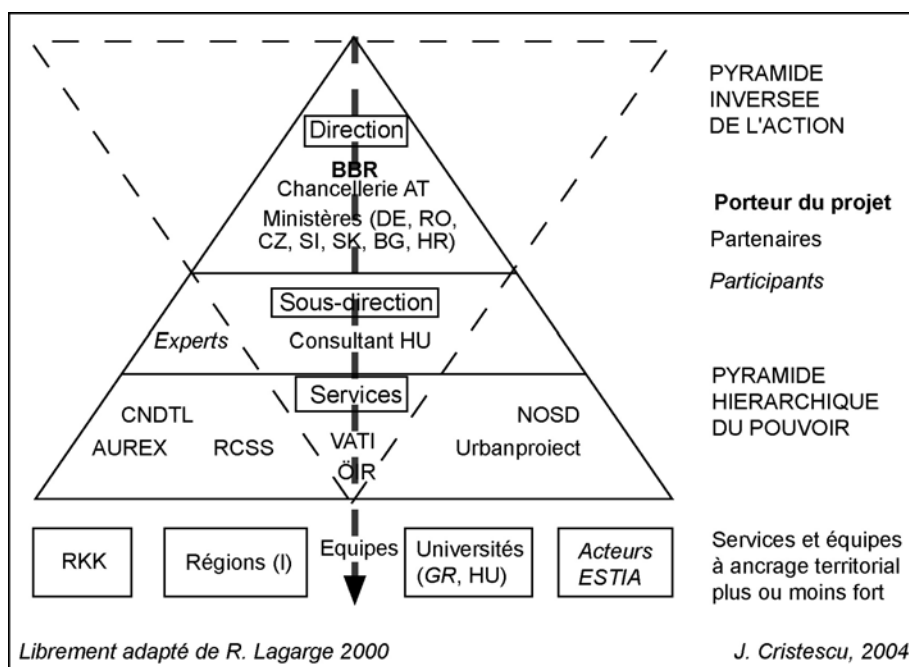 PYRAMIDE
INVERSEE
DE L'ACTION
Direction
BBR
Chancellerie AT
Ministères (DE, RO,
CZ, SI, SK, BG, HR)
Porteur du projet
Partenaires
Participants
Sous-direction
Experts
Consultant HU
Services
CNDTL
NOSD
AUREX
RCSS
VATI
Urbanproiect
ÖIR
PYRAMIDE
HIERARCHIQUE
DU POUVOIR
RKK
Régions (I)
Equipes
Universités
(GR, HU)
Acteurs
ESTIA
Services et équipes
à ancrage territorial
plus ou moins fort
Librement adapté de R. Lagarge 2000
J. Cristescu, 2004